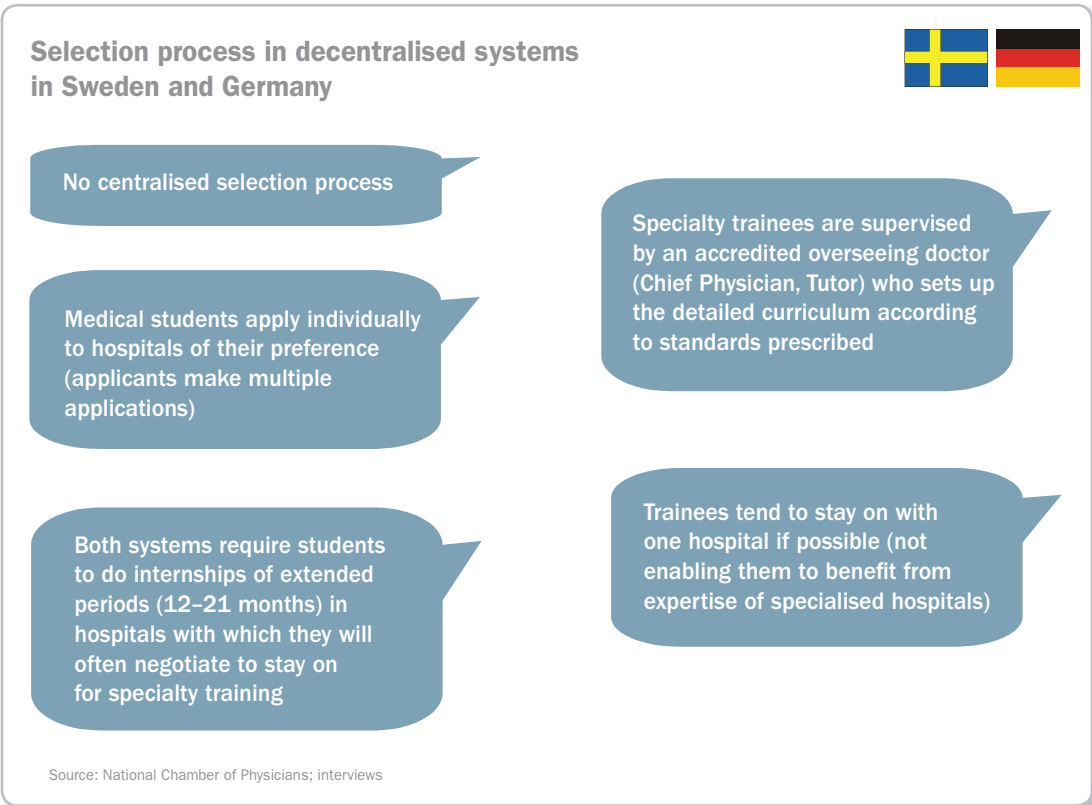 Selection process in decentralised systems
in Sweden and Germany
No centralised selection process
Medical students apply individually
to hospitals of their preference
(applicants make multiple
applications)
Both systems require students
to do internships of extended
periods (12–21 months) in
hospitals with which they will
often negotiate to stay on
for specialty training
Specialty trainees are supervised
by an accredited overseeing doctor
(Chief Physician, Tutor) who sets up
the detailed curriculum according
to standards prescribed
Trainees tend to stay on with
one hospital if possible (not
enabling them to benefit from
expertise of specialised hospitals)
Source: National Chamber of Physicians; interviews